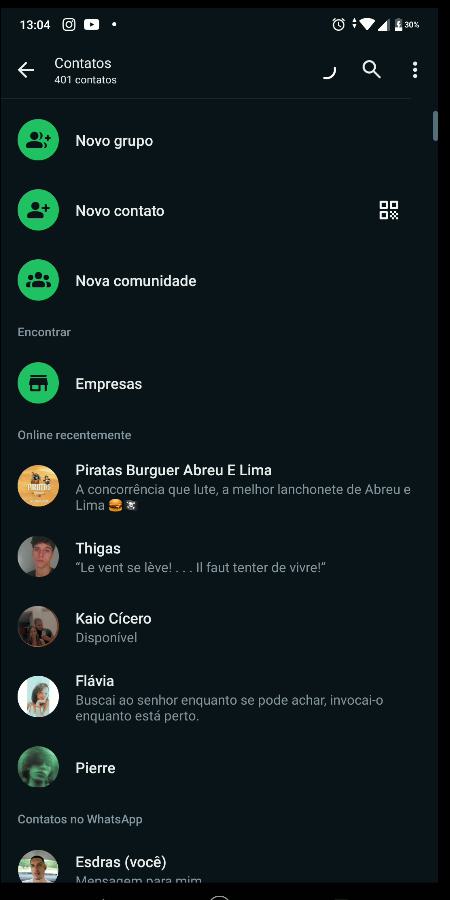 13:04
30%
Contatos
401 contatos
Novo grupo
Novo contato
Nova comunidade
Encontrar
Empresas
Online recentemente
Piratas Burguer Abreu E Lima
A concorrência que lute, a melhor lanchonete de Abreu e
Lima 🍔🏴‍☠️
Thigas
“Le vent se lève! . . . Il faut tenter de vivre!”
Kaio Cícero
Disponível
Flávia
Buscai ao senhor enquanto se pode achar, invocai-o
enquanto está perto.
Pierre
Contatos no WhatsApp
Esdras (você)
Mensagem para mim